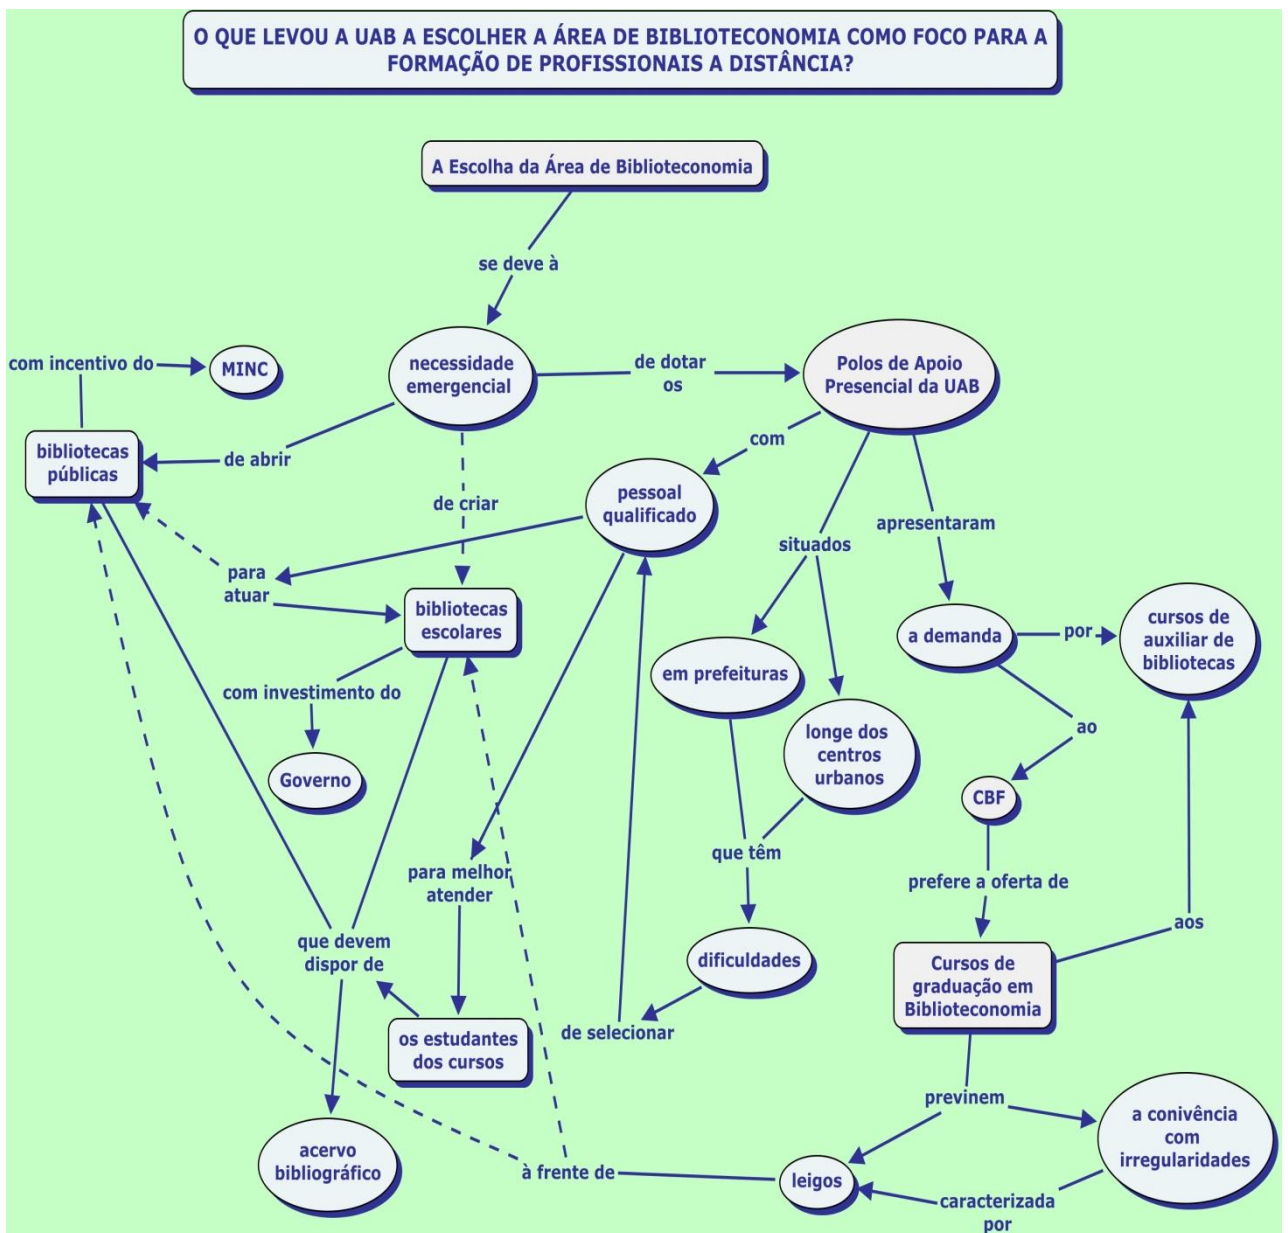 O QUE LEVOU A UAB A ESCOLHER A ÁREA DE BIBLIOTECONOMIA COMO FOCO PARA A
FORMAÇÃO DE PROFISSIONAIS A DISTÂNCIA?
A Escolha da Área de Biblioteconomia
se deve à
com incentivo do
MINC
necessidade
emergencial
de dotar
os
Polos de Apoio
Presencial da UAB
bibliotecas
públicas
de abrir
com
de criar
pessoal
qualificado
situados
apresentaram
para
atuar
bibliotecas
escolares
a demanda
por
cursos de
auxiliar de
bibliotecas
em prefeituras
com investimento do
longe dos
centros
urbanos
ao
Governo
CBF
que têm
para melhor
atender
prefere a oferta de
aos
que devem
dispor de
dificuldades
Cursos de
graduação em
Biblioteconomia
de selecionar
os estudantes
dos cursos
previnem
a conivência
com
irregularidades
acervo
bibliográfico
à frente de
leigos
caracterizada
por